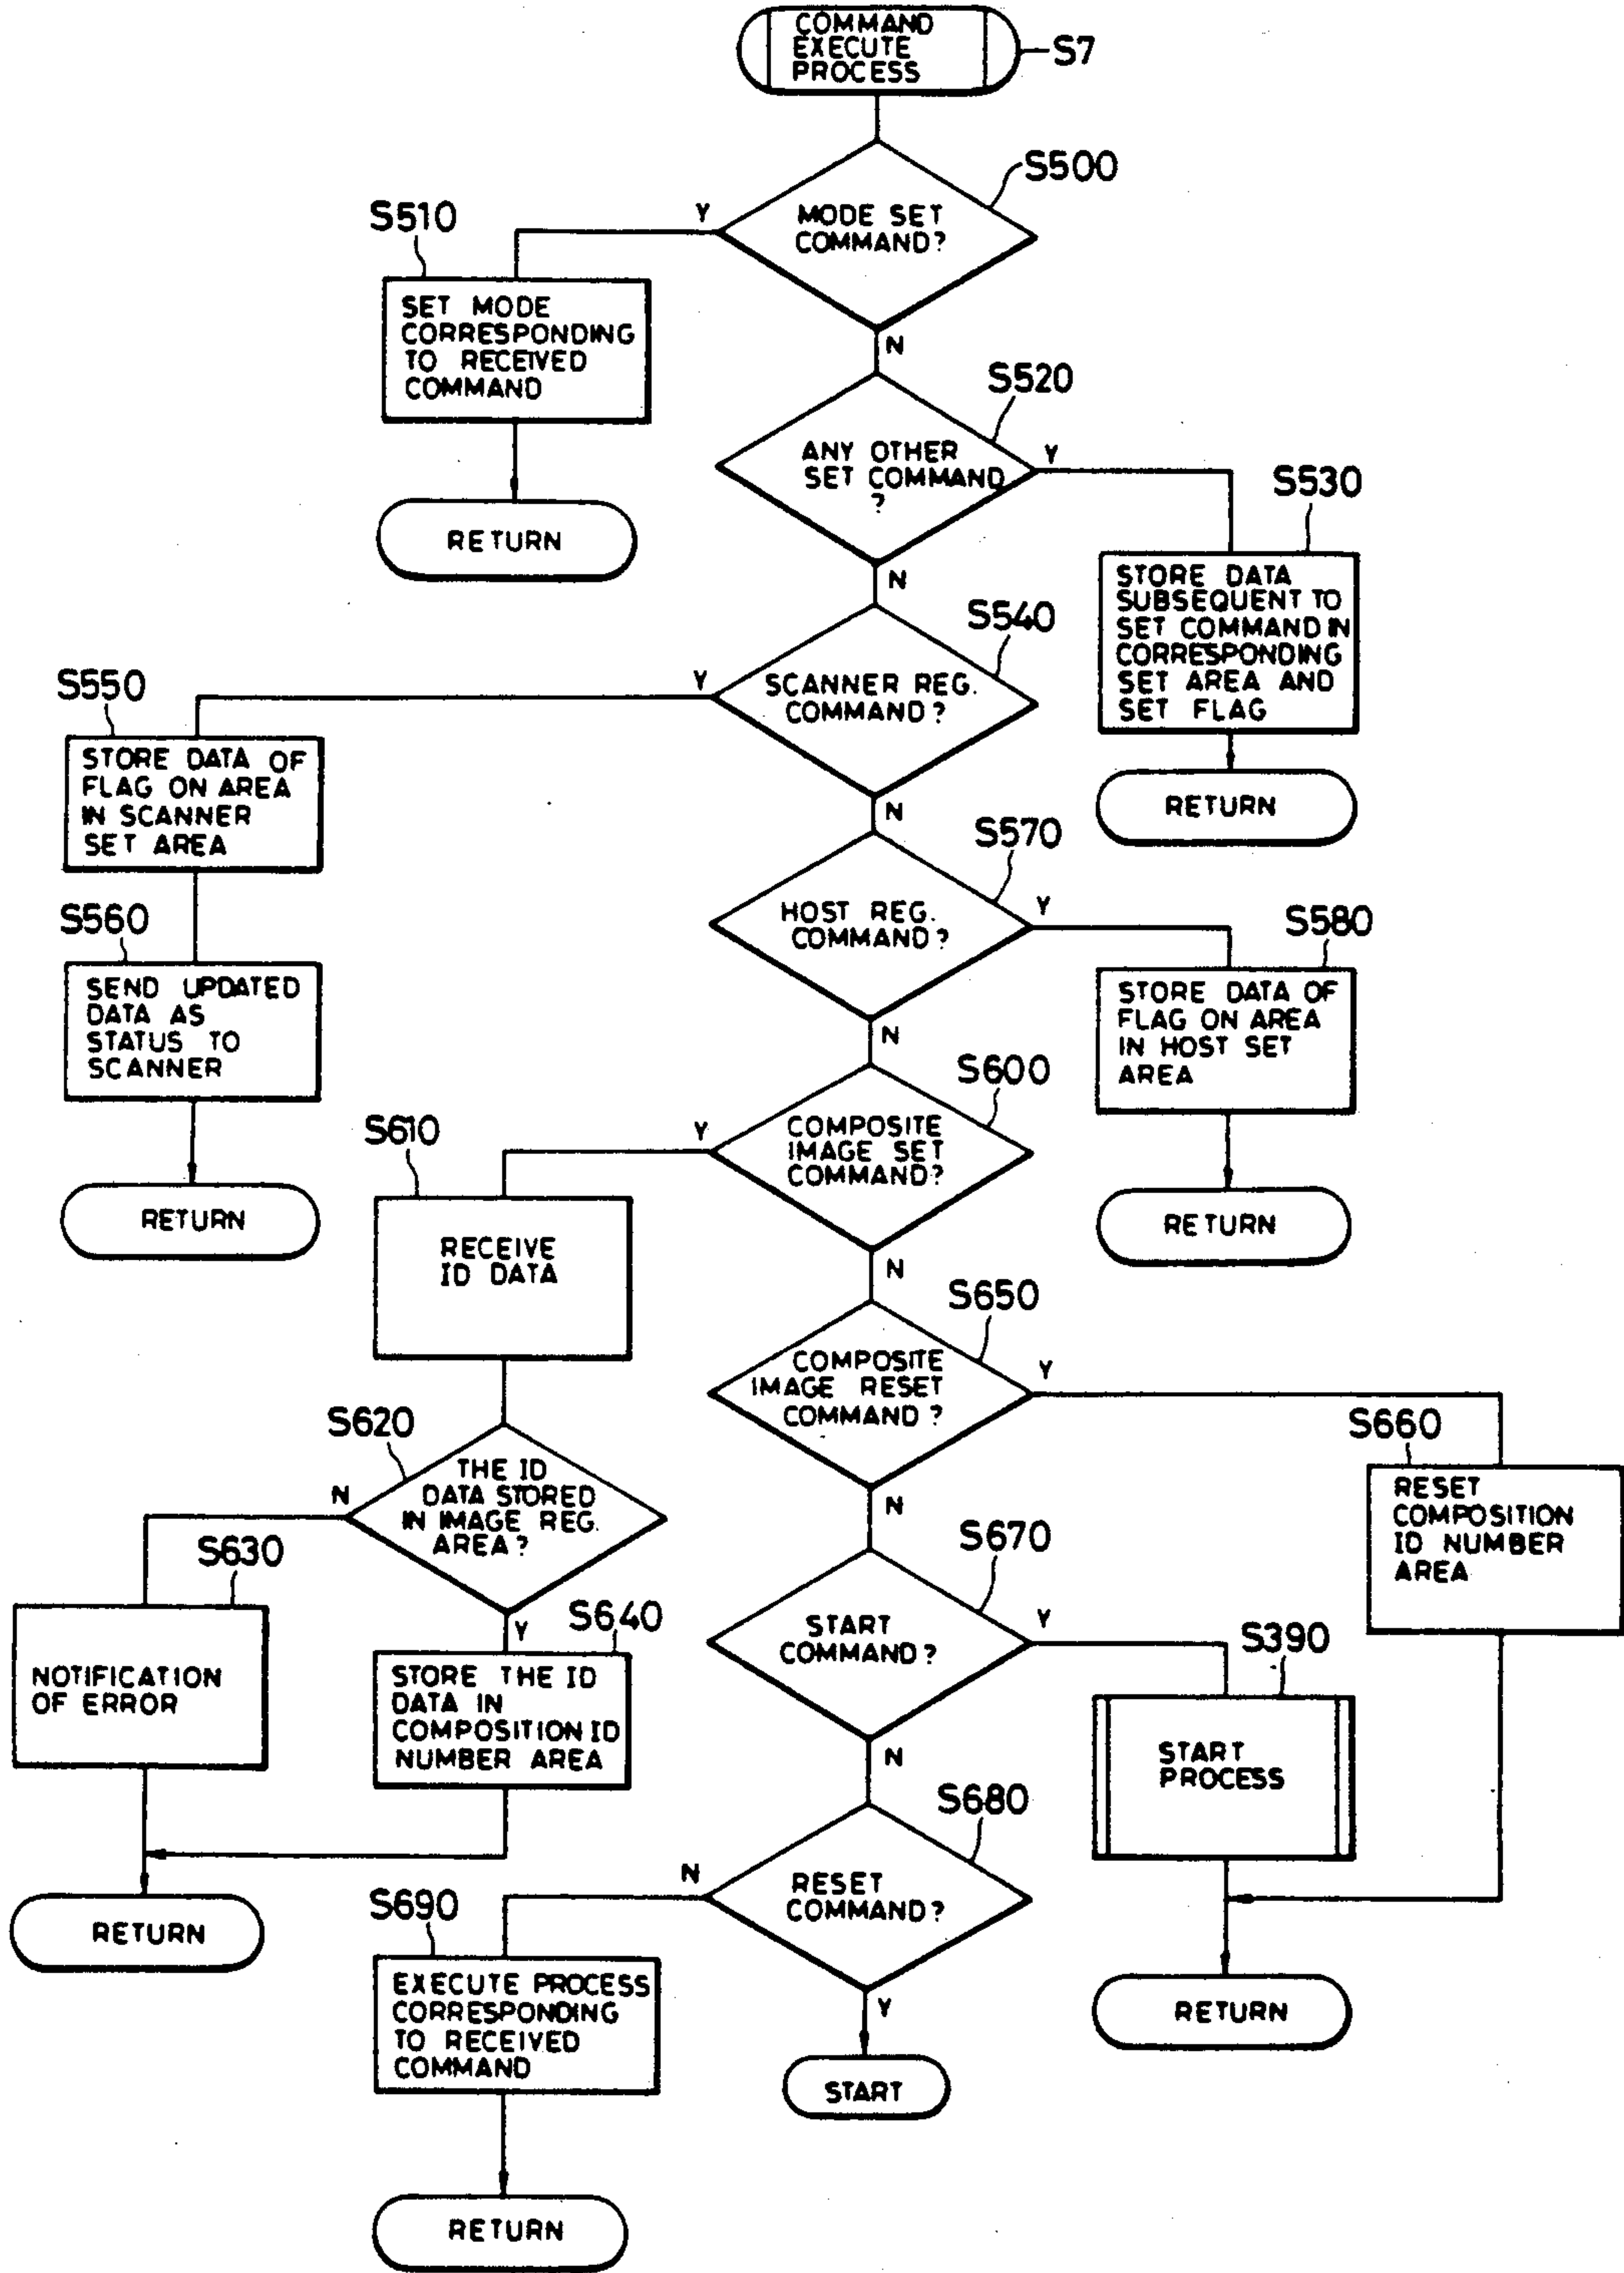 COMMAND
EXECUTE
PROCESS
S7
S500
MODE SET
COMMAND?
Y
N
S510
SET MODE
CORRESPONDING
TO RECEIVED
COMMAND
RETURN
S520
ANY OTHER
SET COMMAND
?
Y
N
S530
STORE DATA
SUBSEQUENT TO
SET COMMAND IN
CORRESPONDING
SET AREA AND
SET FLAG
RETURN
S540
SCANNER REG.
COMMAND?
Y
N
S550
STORE DATA OF
FLAG ON AREA
IN SCANNER
SET AREA
S560
SEND UPDATED
DATA AS
STATUS TO
SCANNER
RETURN
S570
HOST REG.
COMMAND?
Y
N
S580
STORE DATA OF
FLAG ON AREA
IN HOST SET
AREA
RETURN
S600
COMPOSITE
IMAGE SET
COMMAND?
Y
N
S610
RECEIVE
ID DATA
S620
THE ID
DATA STORED
IN IMAGE REG.
AREA?
N
Y
S630
NOTIFICATION
OF ERROR
S640
STORE THE ID
DATA IN
COMPOSITION ID
NUMBER AREA
RETURN
S650
COMPOSITE
IMAGE RESET
COMMAND?
Y
N
S660
RESET
COMPOSITION
ID NUMBER
AREA
S670
START
COMMAND?
Y
N
S390
START
PROCESS
RETURN
S680
RESET
COMMAND?
N
Y
S690
EXECUTE PROCESS
CORRESPONDING
TO RECEIVED
COMMAND
RETURN
START